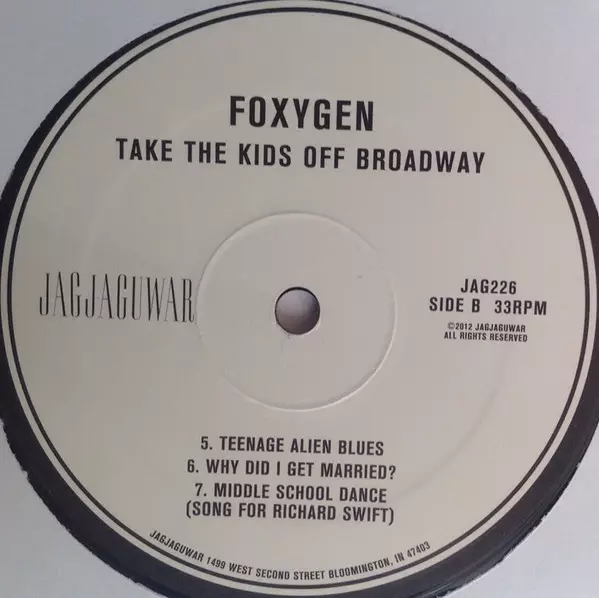 FOXYGEN
TAKE THE KIDS OFF BROADWAY
JAGJAGUWAR
JAG226
SIDE B 33RPM
©2012 JAGJAGUWAR
ALL RIGHTS RESERVED
5. TEENAGE ALIEN BLUES
6. WHY DID I GET MARRIED?
7. MIDDLE SCHOOL DANCE
(SONG FOR RICHARD SWIFT)
JAGJAGUWAR 1499 WEST SECOND STREET BLOOMINGTON, IN 47403